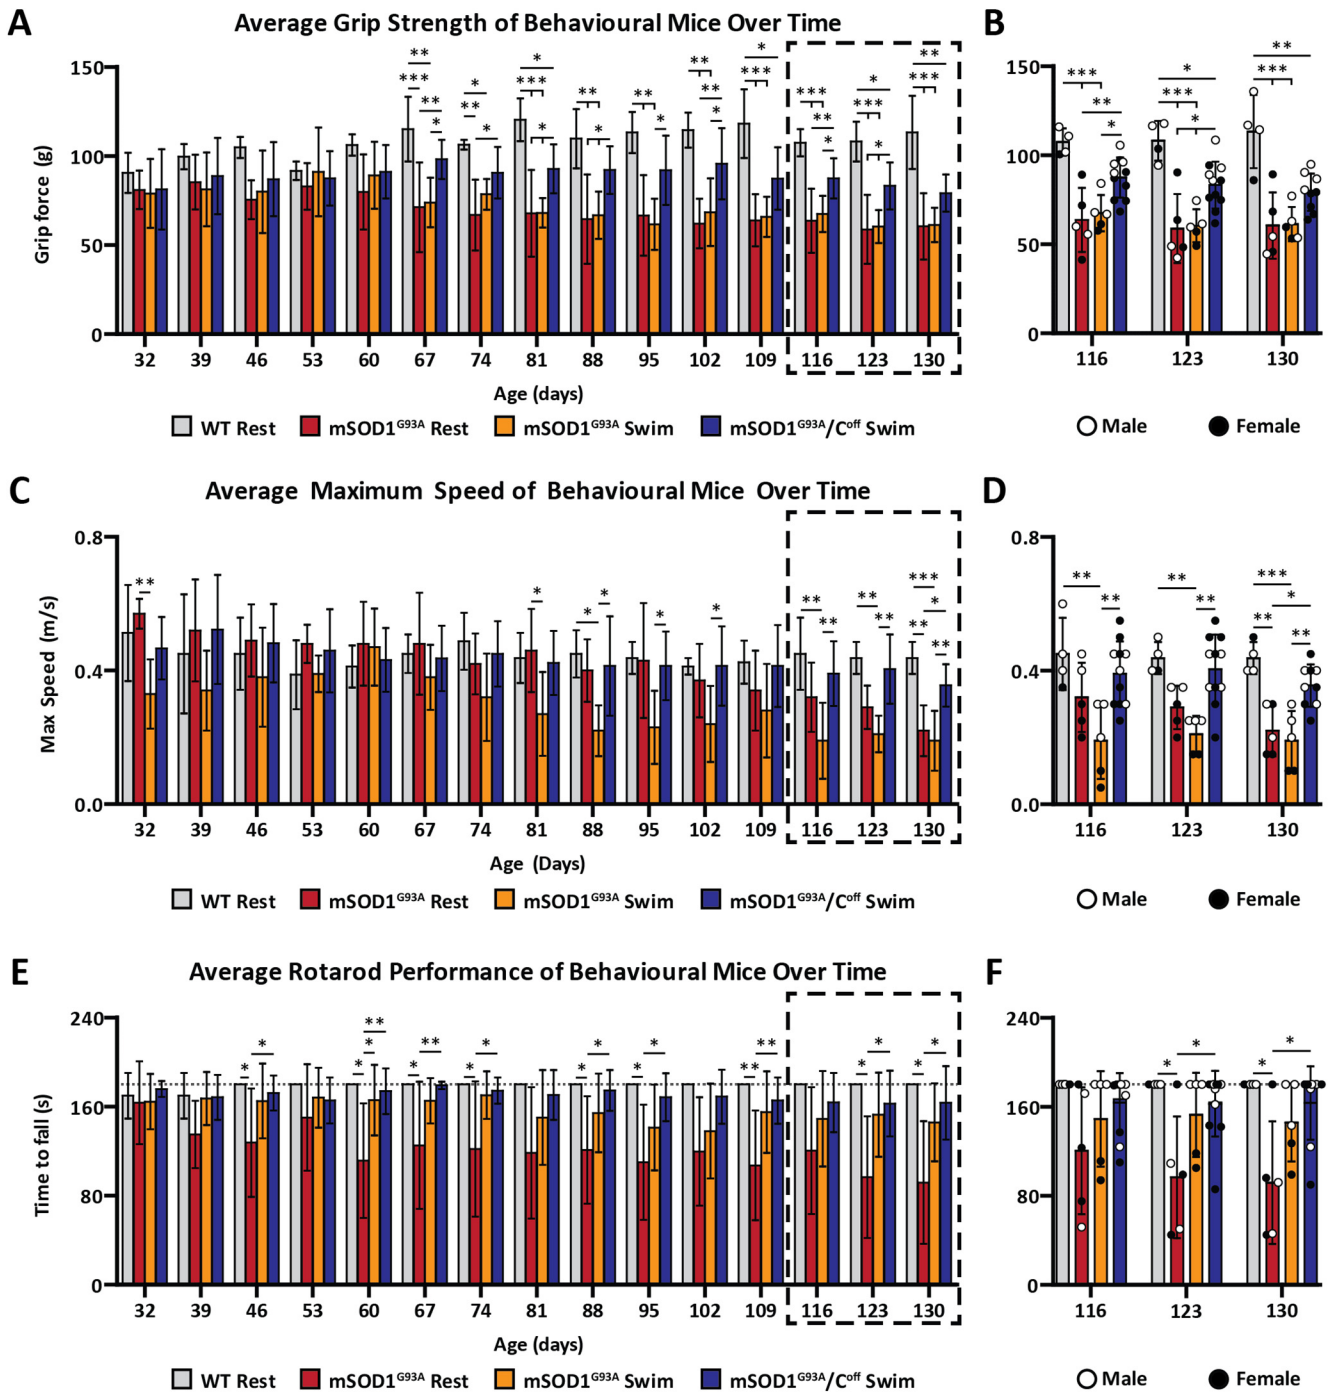 A
Average Grip Strength of Behavioural Mice Over Time
Grip force (g)
150
100
50
0
** *** ** * * ** * * *** * ** * ** * ** ** * * *** *** ** * * *** * ** ***
32 39 46 53 60 67 74 81 88 95 102 109 116 123 130
Age (days)
WT Rest mSOD1G93A Rest mSOD1G93A Swim mSOD1G93A/Coff Swim
B
150
100
50
0
*** ** * * *** * ** ***
116 123 130
Male Female
C
Average Maximum Speed of Behavioural Mice Over Time
Max Speed (m/s)
0.8
0.4
0.0
** * * * * * ** ** ** ** *** * ** **
32 39 46 53 60 67 74 81 88 95 102 109 116 123 130
Age (Days)
WT Rest mSOD1G93A Rest mSOD1G93A Swim mSOD1G93A/Coff Swim
D
0.8
0.4
0.0
** ** ** ** *** * ** **
116 123 130
Male Female
E
Average Rotarod Performance of Behavioural Mice Over Time
Time to fall (s)
240
160
80
0
* * ** * * * ** * * * * * * ** ** * * * *
32 39 46 53 60 67 74 81 88 95 102 109 116 123 130
Age (days)
WT Rest mSOD1G93A Rest mSOD1G93A Swim mSOD1G93A/Coff Swim
F
240
160
80
0
* * * *
116 123 130
Male Female